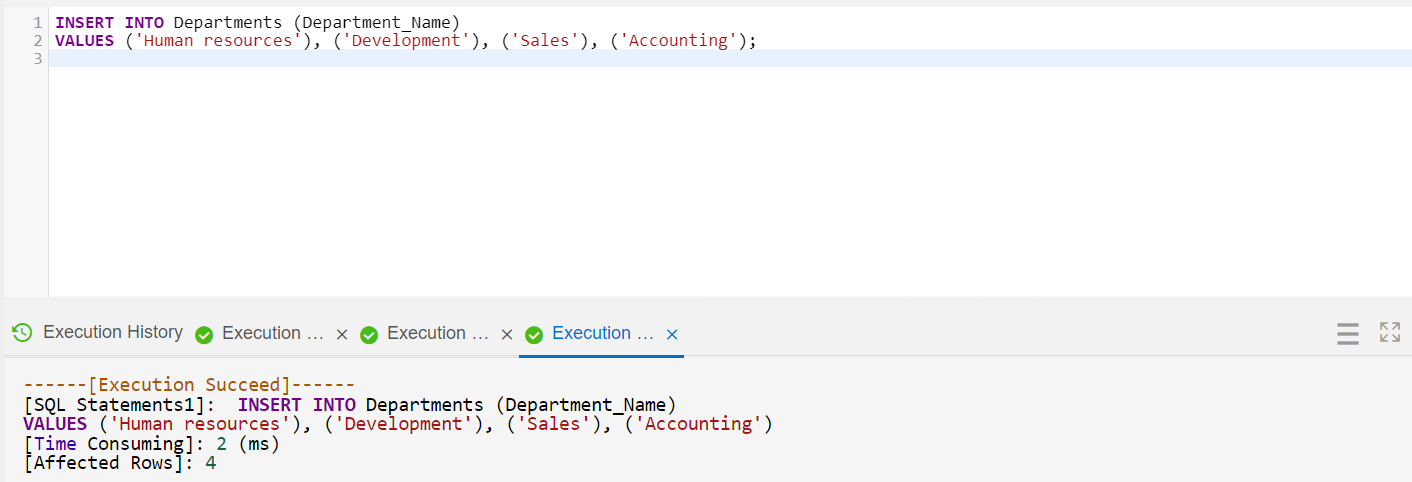 1 INSERT INTO Departments (Department_Name)
2 VALUES ('Human resources'), ('Development'), ('Sales'), ('Accounting');
3
Execution History Execution ... × Execution ... × Execution ... ×
------[Execution Succeed]------
[SQL Statements1]:  INSERT INTO Departments (Department_Name)
VALUES ('Human resources'), ('Development'), ('Sales'), ('Accounting')
[Time Consuming]: 2 (ms)
[Affected Rows]: 4